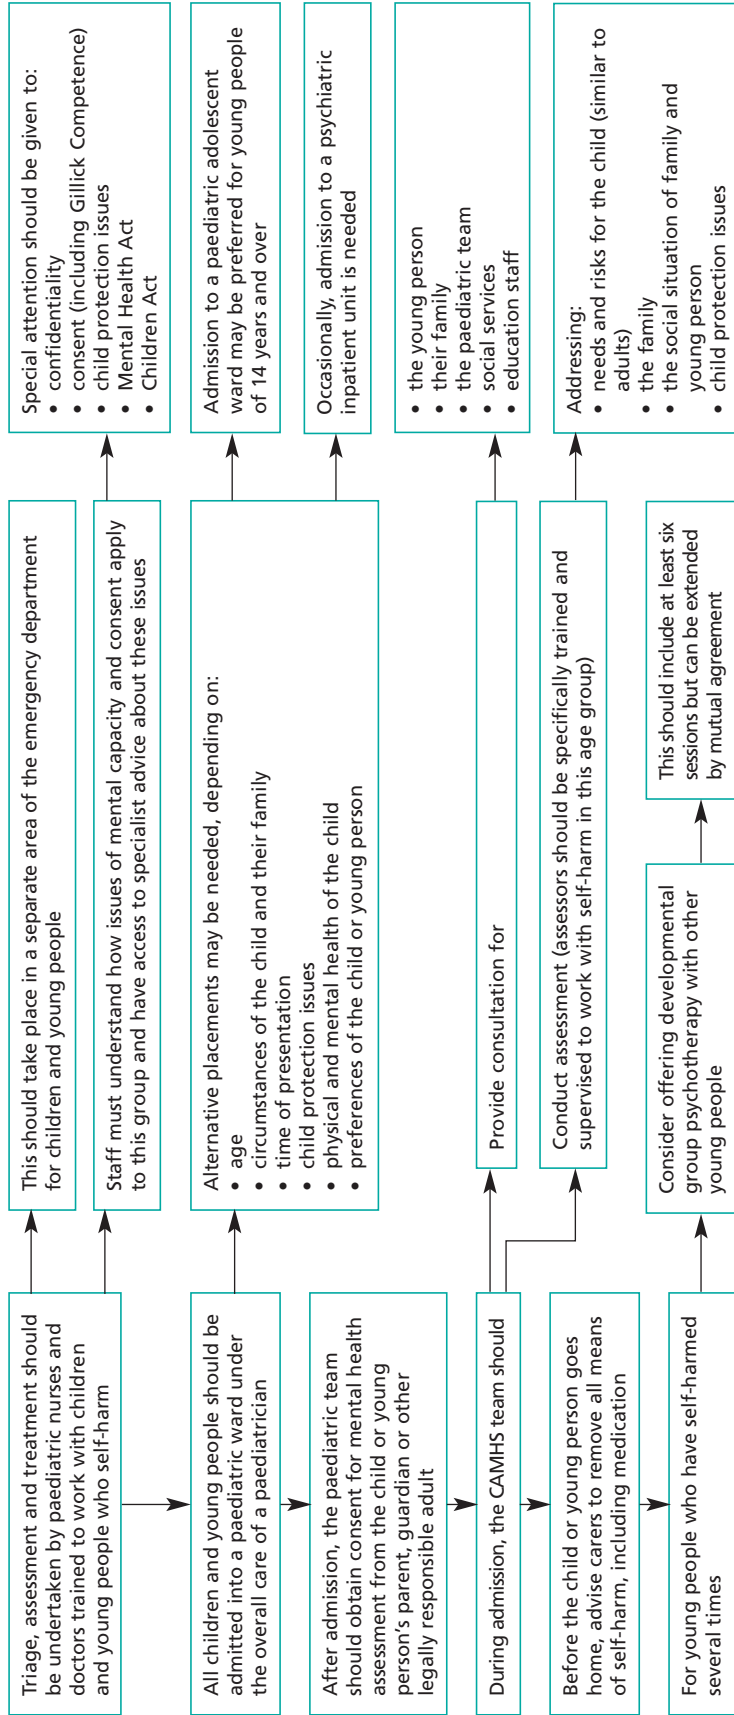 Triage, assessment and treatment should
be undertaken by paediatric nurses and
doctors trained to work with children
and young people who self-harm
This should take place in a separate area of the emergency department
for children and young people
Staff must understand how issues of mental capacity and consent apply
to this group and have access to specialist advice about these issues
Special attention should be given to:
• confidentiality
• consent (including Gillick Competence)
• child protection issues
• Mental Health Act
• Children Act
All children and young people should be
admitted into a paediatric ward under
the overall care of a paediatrician
Alternative placements may be needed, depending on:
• age
• circumstances of the child and their family
• time of presentation
• child protection issues
• physical and mental health of the child
• preferences of the child or young person
Admission to a paediatric adolescent
ward may be preferred for young people
of 14 years and over
Occasionally, admission to a psychiatric
inpatient unit is needed
After admission, the paediatric team
should obtain consent for mental health
assessment from the child or young
person's parent, guardian or other
legally responsible adult
During admission, the CAMHS team should
Provide consultation for
• the young person
• their family
• the paediatric team
• social services
• education staff
Conduct assessment (assessors should be specifically trained and
supervised to work with self-harm in this age group)
Addressing:
• needs and risks for the child (similar to
adults)
• the family
• the social situation of family and
young person
• child protection issues
Before the child or young person goes
home, advise carers to remove all means
of self-harm, including medication
For young people who have self-harmed
several times
Consider offering developmental
group psychotherapy with other
young people
This should include at least six
sessions but can be extended
by mutual agreement